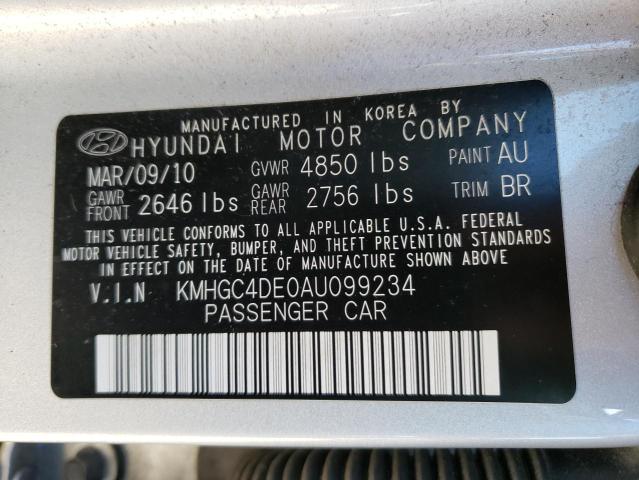 MANUFACTURED IN KOREA BY
HYUNDAI MOTOR COMPANY
MAR/09/10 GVWR 4850 lbs PAINT AU
GAWR FRONT 2646 lbs GAWR REAR 2756 lbs TRIM BR
THIS VEHICLE CONFORMS TO ALL APPLICABLE U.S.A. FEDERAL
MOTOR VEHICLE SAFETY, BUMPER, AND THEFT PREVENTION STANDARDS
IN EFFECT ON THE DATE OF MANUFACTURE SHOWN ABOVE
V.I.N KMHGC4DE0AU099234
PASSENGER CAR